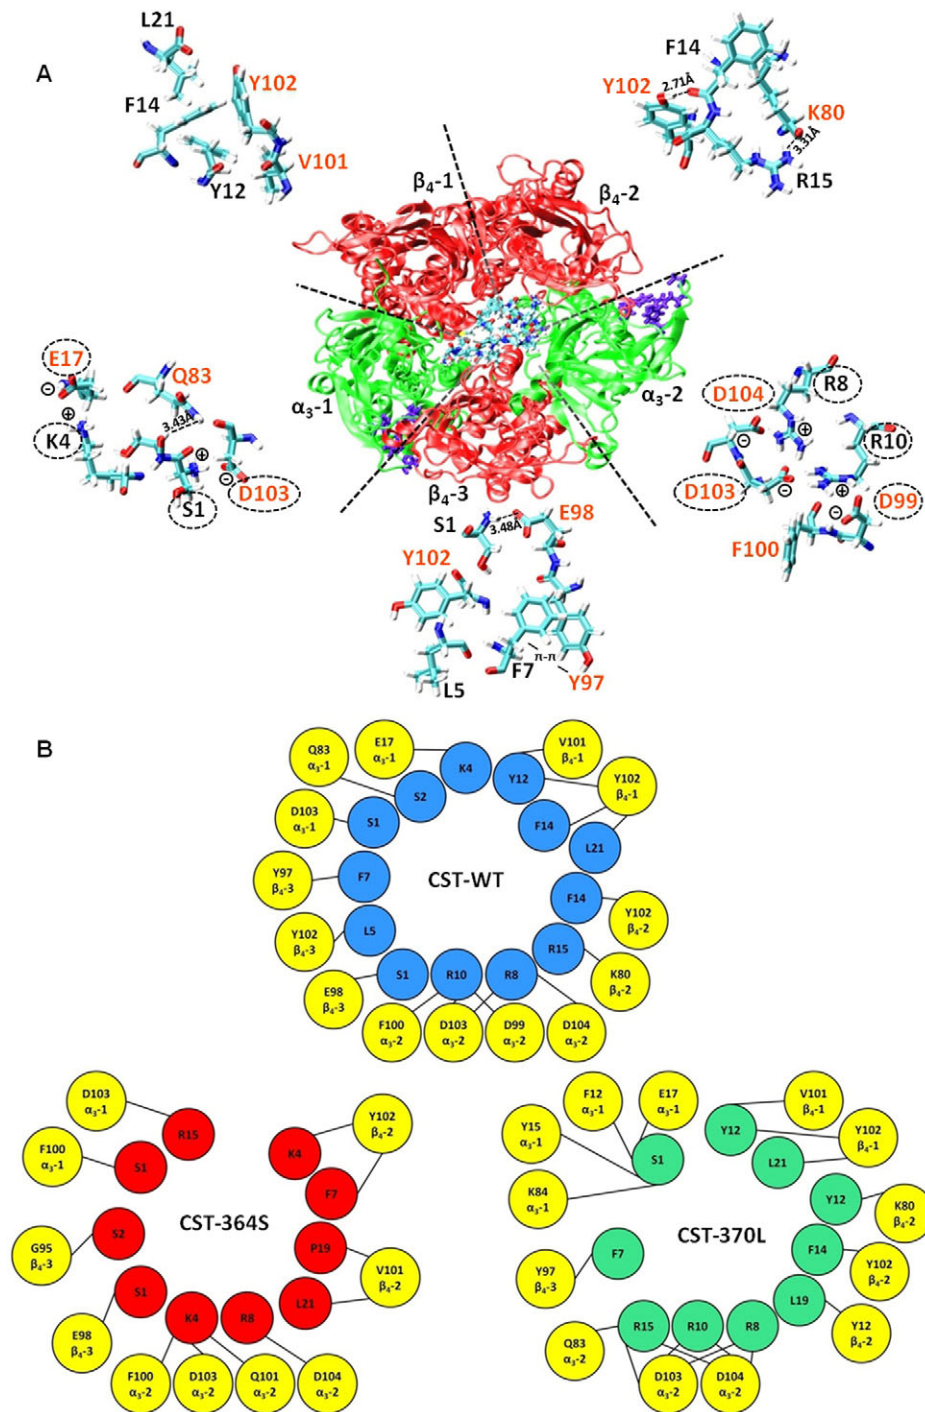 A
L21
Y102
F14
V101
Y12
F14
Y102
2.71Å
K80
3.31Å
R15
β₄-1
β₄-2
α₃-1
α₃-2
β₄-3
E17
⊖
Q83
⊕
3.43Å
K4
⊕
⊖
D103
S1
D104
R8
⊖
⊕
R10
D103
⊖
⊕
⊖
D99
F100
S1
3.48Å
E98
Y102
π-π
F7
Y97
L5
B
Q83
α₃-1
E17
α₃-1
K4
V101
β₄-1
Y12
Y102
β₄-1
S2
D103
α₃-1
S1
F14
L21
Y97
β₄-3
F7
CST-WT
F14
Y102
β₄-2
Y102
β₄-3
L5
R15
K80
β₄-2
E98
β₄-3
S1
R10
R8
F100
α₃-2
D103
α₃-2
D99
α₃-2
D104
α₃-2
D103
α₃-1
R15
Y102
β₄-2
F100
α₃-1
S1
K4
F7
G95
β₄-3
S2
CST-364S
P19
V101
β₄-2
E98
β₄-3
S1
K4
R8
L21
F100
α₃-2
D103
α₃-2
Q101
α₃-2
D104
α₃-2
F12
α₃-1
E17
α₃-1
V101
β₄-1
Y15
α₃-1
Y12
Y102
β₄-1
S1
L21
K84
α₃-1
Y12
K80
β₄-2
Y97
β₄-3
F7
CST-370L
F14
Y102
β₄-2
L19
Y12
β₄-2
Q83
α₃-2
R15
R10
R8
D103
α₃-2
D104
α₃-2